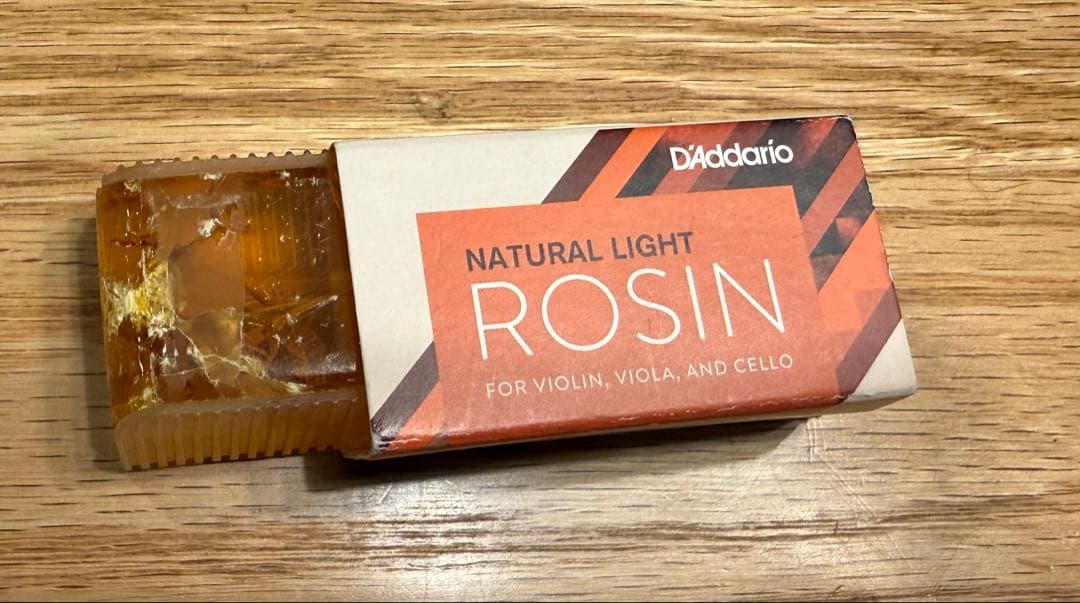 D'Addario
NATURAL LIGHT
ROSIN
FOR VIOLIN, VIOLA, AND CELLO